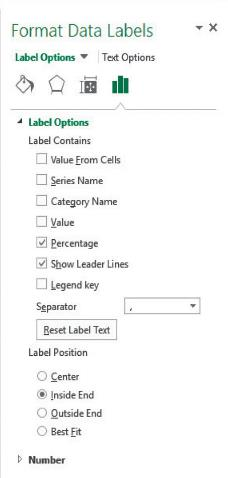 Format Data Labels
Label Options Text Options
Label Options
Label Contains
Value From Cells
Series Name
Category Name
Value
Percentage
Show Leader Lines
Legend key
Separator ,
Reset Label Text
Label Position
Center
Inside End
Outside End
Best Fit
Number